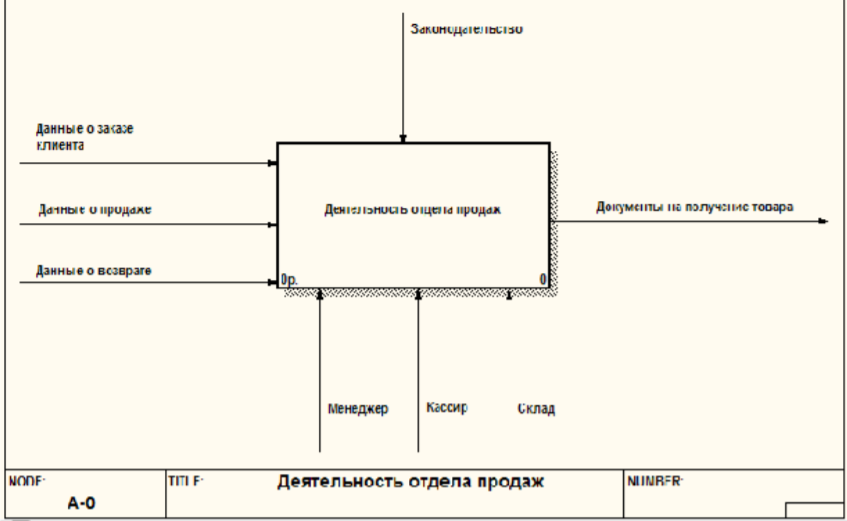 Законодательство
Данные о заказе
клиента
Данные о продаже
Деятельность отдела продаж
Документы на получение товара
Данные о возврате
0р.
0
Менеджер
Кассир
Склад
NODE:
TITLE:
Деятельность отдела продаж
NUMBER:
A-0